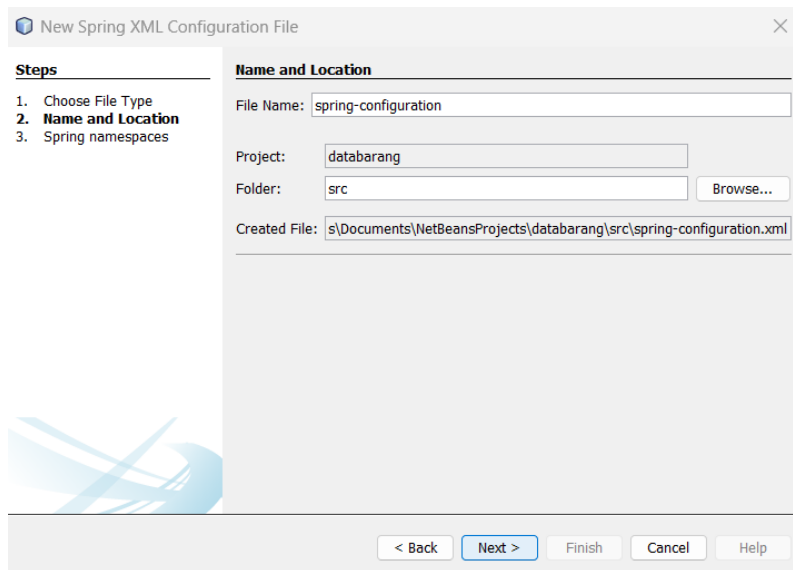 New Spring XML Configuration File
Steps
1. Choose File Type
2. Name and Location
3. Spring namespaces
Name and Location
File Name: spring-configuration
Project: databarang
Folder: src Browse...
Created File: s\Documents\NetBeansProjects\databarang\src\spring-configuration.xml
< Back Next > Finish Cancel Help